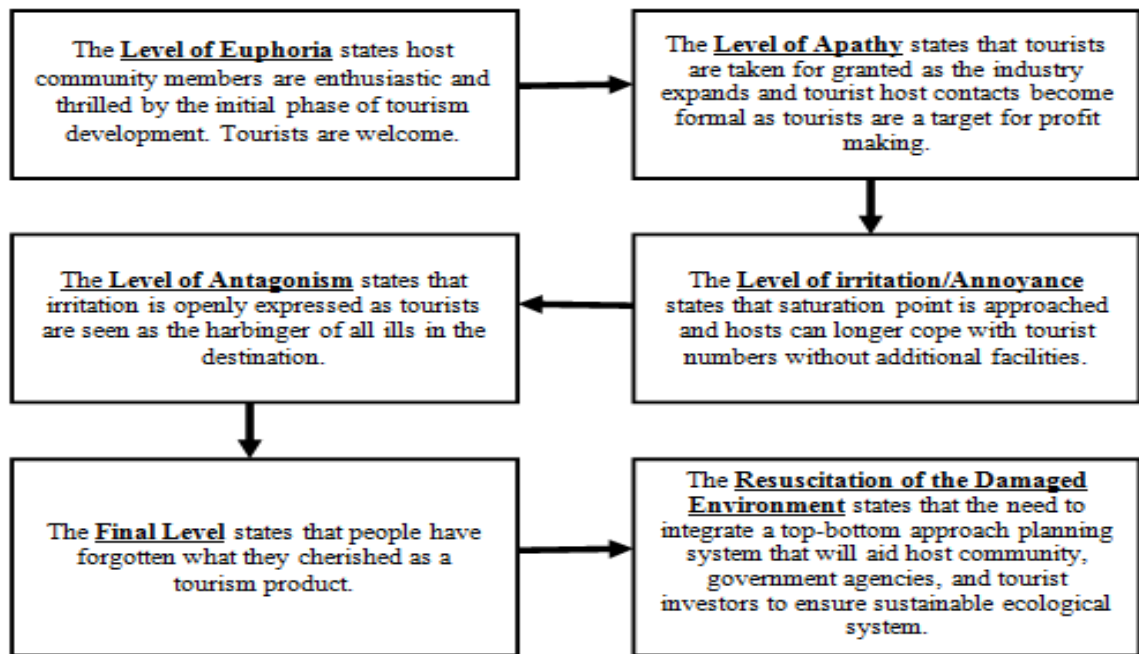 The Level of Euphoria states host
community members are enthusiastic and
thrilled by the initial phase of tourism
development. Tourists are welcome.
The Level of Apathy states that tourists
are taken for granted as the industry
expands and tourist host contacts become
formal as tourists are a target for profit
making.
The Level of irritation/Annoyance
states that saturation point is approached
and hosts can longer cope with tourist
numbers without additional facilities.
The Level of Antagonism states that
irritation is openly expressed as tourists
are seen as the harbinger of all ills in the
destination.
The Final Level states that people have
forgotten what they cherished as a
tourism product.
The Resuscitation of the Damaged
Environment states that the need to
integrate a top-bottom approach planning
system that will aid host community,
government agencies, and tourist
investors to ensure sustainable ecological
system.